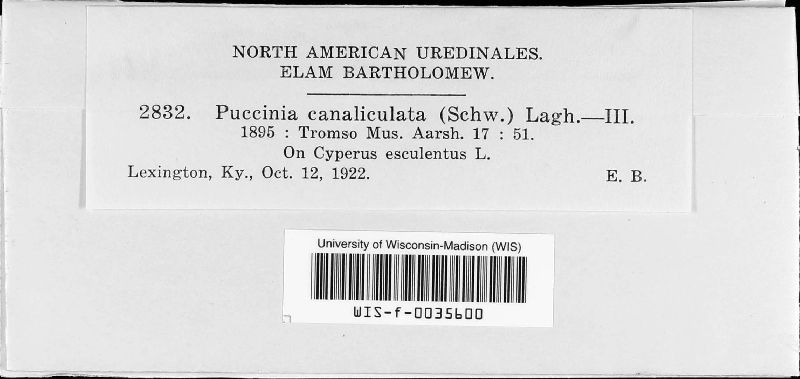 NORTH AMERICAN UREDINALES.
ELAM BARTHOLOMEW.
2832. Puccinia canaliculata (Schw.) Lagh.—III.
1895 : Tromso Mus. Aarsh. 17 : 51.
On Cyperus esculentus L.
Lexington, Ky., Oct. 12, 1922. E. B.
University of Wisconsin-Madison (WIS)
WIS-f-0035600